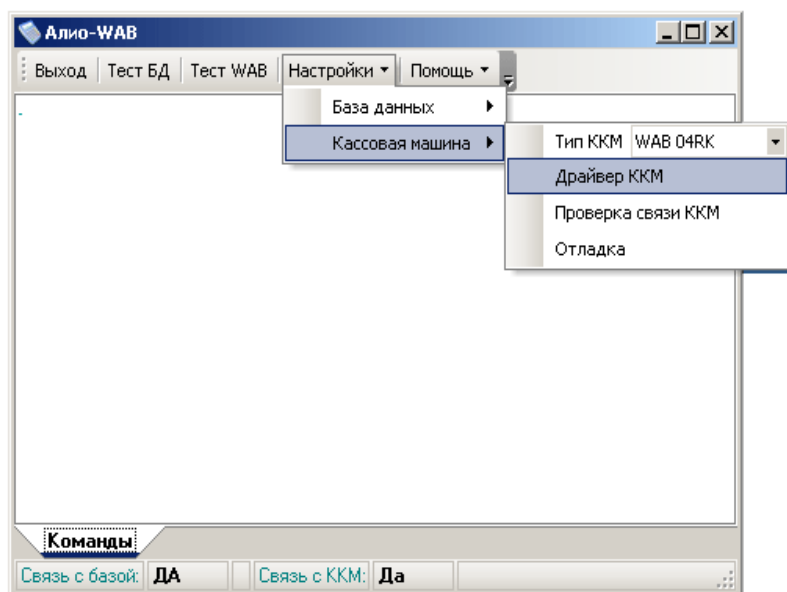 Алио-WAB
Выход Тест БД Тест WAB Настройки Помощь
База данных
Кассовая машина Тип ККМ WAB 04RK
Драйвер ККМ
Проверка связи ККМ
Отладка
Команды
Связь с базой: ДА Связь с ККМ: Да